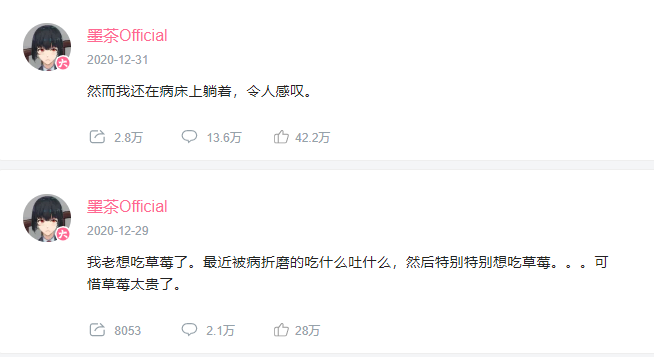 墨茶Official
2020-12-31
然而我还在病床上躺着，令人感叹。
2.8万 13.6万 42.2万
墨茶Official
2020-12-29
我老想吃草莓了。最近被病折磨的吃什么吐什么，然后特别特别想吃草莓。。。可
惜草莓太贵了。
8053 2.1万 28万